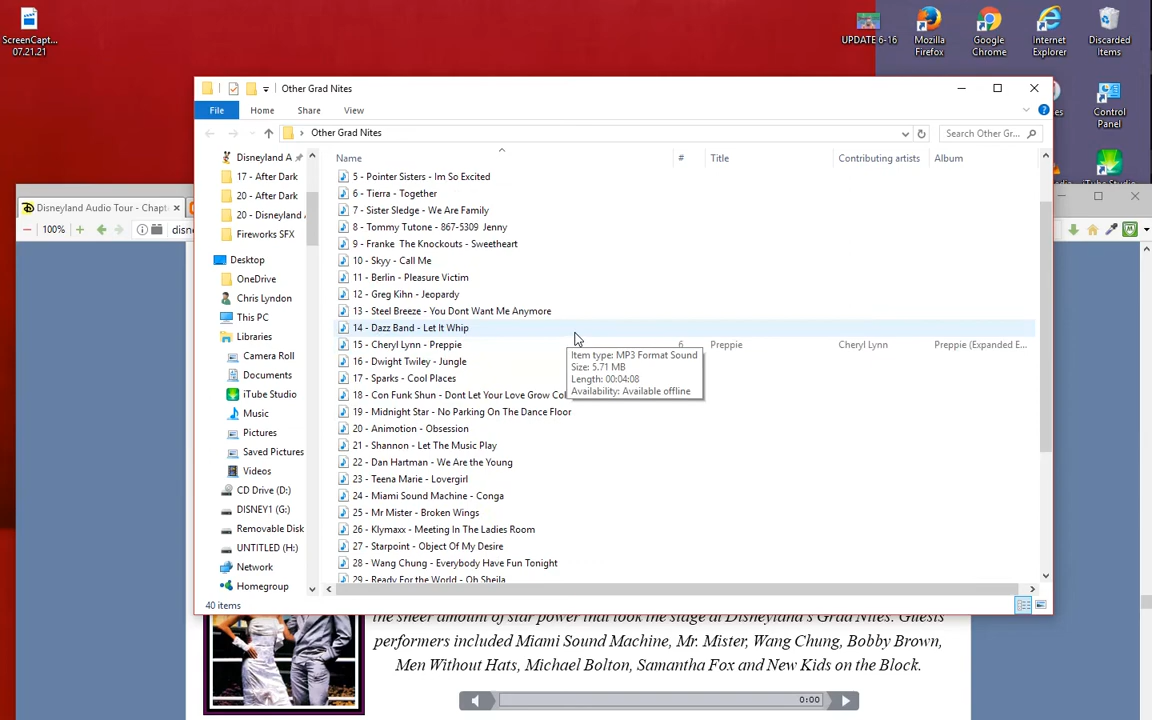 ScreenCapt...
07.21.21
UPDATE 6-16
Mozilla
Firefox
Google
Chrome
Internet
Explorer
Discarded
Items
Control
Panel
Other Grad Nites
File
Home
Share
View
Other Grad Nites
Search Other Gr...
Name
#
Title
Contributing artists
Album
Disneyland A
17 - After Dark
20 - After Dark
20 - Disneyland
Fireworks SFX
Desktop
OneDrive
Chris Lyndon
This PC
Libraries
Camera Roll
Documents
iTube Studio
Music
Pictures
Saved Pictures
Videos
CD Drive (D:)
DISNEY1 (G:)
Removable Disk
UNTITLED (H:)
Network
Homegroup
5 - Pointer Sisters - Im So Excited
6 - Tierra - Together
7 - Sister Sledge - We Are Family
8 - Tommy Tutone - 867-5309 Jenny
9 - Franke The Knockouts - Sweetheart
10 - Skyy - Call Me
11 - Berlin - Pleasure Victim
12 - Greg Kihn - Jeopardy
13 - Steel Breeze - You Dont Want Me Anymore
14 - Dazz Band - Let It Whip
15 - Cheryl Lynn - Preppie 6 Preppie Cheryl Lynn Preppie (Expanded E...
16 - Dwight Twiley - Jungle
17 - Sparks - Cool Places
18 - Con Funk Shun - Dont Let Your Love Grow Col
19 - Midnight Star - No Parking On The Dance Floor
20 - Animotion - Obsession
21 - Shannon - Let The Music Play
22 - Dan Hartman - We Are the Young
23 - Teena Marie - Lovergirl
24 - Miami Sound Machine - Conga
25 - Mr Mister - Broken Wings
26 - Klymaxx - Meeting In The Ladies Room
27 - Starpoint - Object Of My Desire
28 - Wang Chung - Everybody Have Fun Tonight
29 - Ready For the World - Oh Sheila
Item type: MP3 Format Sound
Size: 5.71 MB
Length: 00:04:08
Availability: Available offline
40 items
Disneyland Audio Tour - Chapt
100%
disne
the sheer amount of star power that took the stage at Disneyland's Grad Nites. Guests
performers included Miami Sound Machine, Mr. Mister, Wang Chung, Bobby Brown,
Men Without Hats, Michael Bolton, Samantha Fox and New Kids on the Block.
0:00